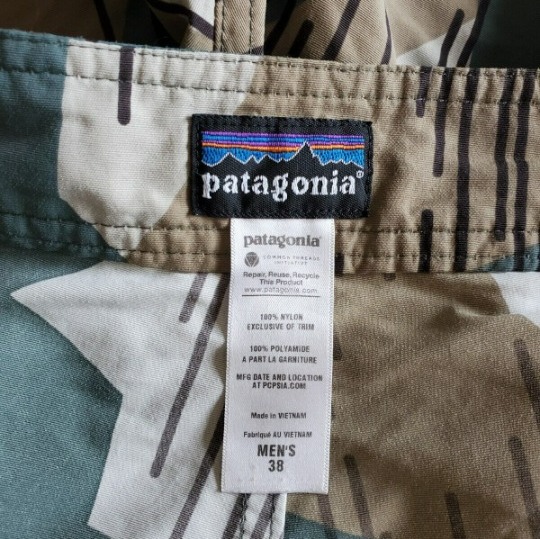 patagonia®
patagonia®
COMMON THREADS
INITIATIVE
Repair, Reuse, Recycle
This Product
www.patagonia.com
100% NYLON
EXCLUSIVE OF TRIM
100% POLYAMIDE
A PART LA GARNITURE
MFG DATE AND LOCATION
AT PCPSIA.COM
Made in VIETNAM
Fabriqué AU VIETNAM
MEN'S
38